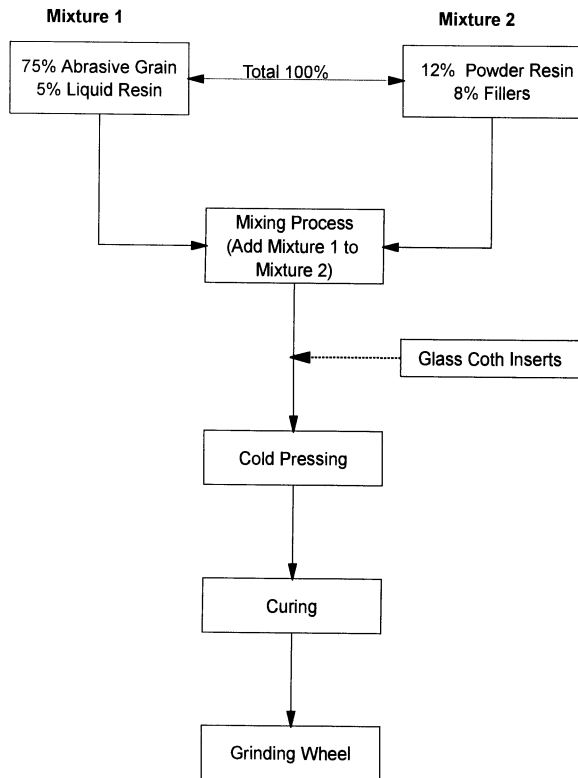 Mixture 1
Mixture 2
75% Abrasive Grain
5% Liquid Resin
Total 100%
12% Powder Resin
8% Fillers
Mixing Process
(Add Mixture 1 to
Mixture 2)
Glass Coth Inserts
Cold Pressing
Curing
Grinding Wheel